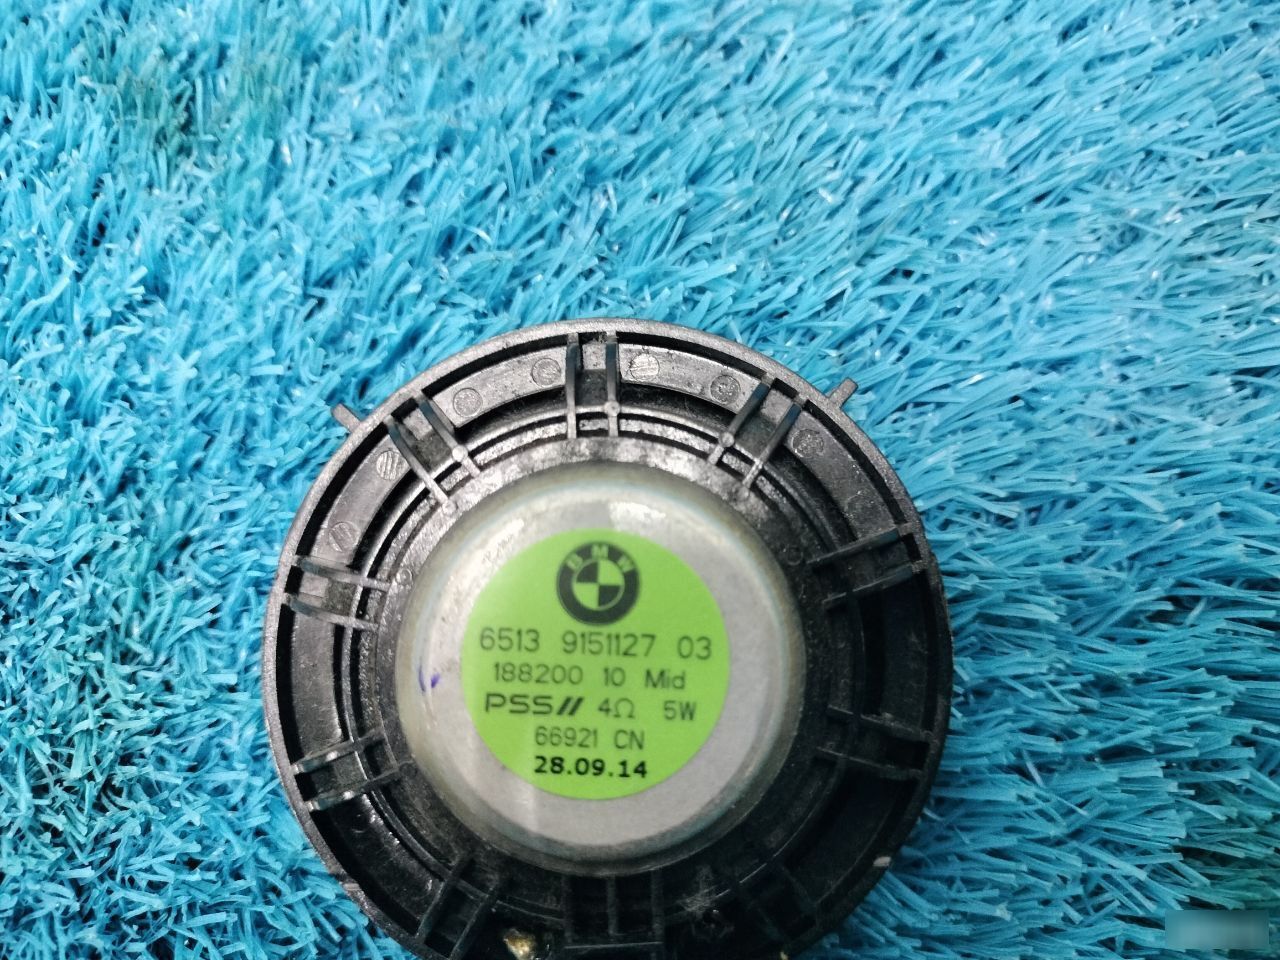 BMW
6513 9151127 03
188200 10 Mid
PSS// 4Ω 5W
66921 CN
28.09.14